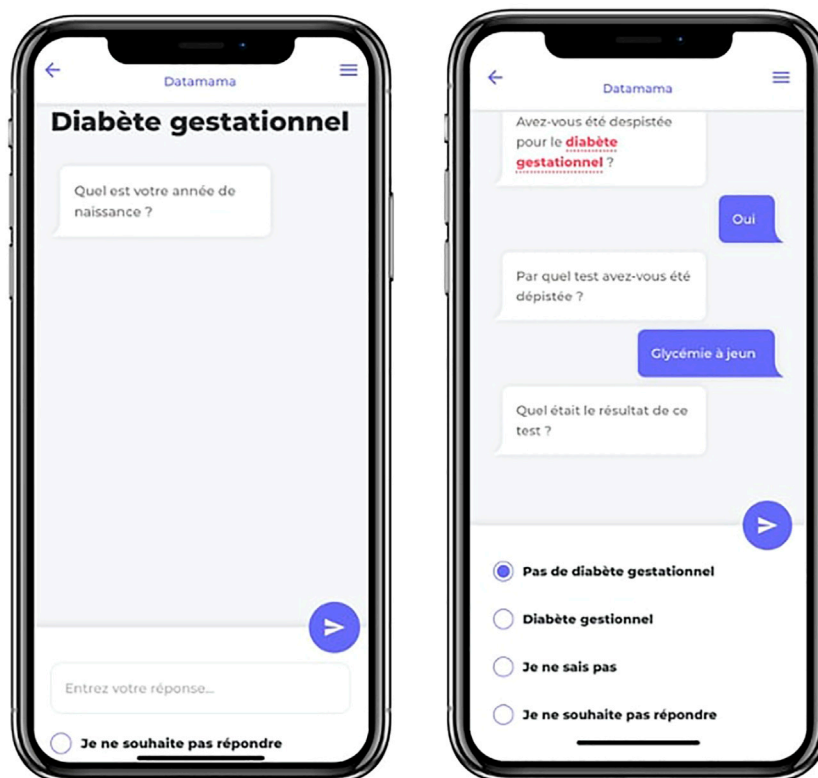 Datamama
Diabète gestationnel
Quel est votre année de
naissance ?
Entrez votre réponse...
Je ne souhaite pas répondre
Datamama
Avez-vous été despistée
pour le diabète
gestationnel ?
Oui
Par quel test avez-vous été
dépistée ?
Glycémie à jeun
Quel était le résultat de ce
test ?
Pas de diabète gestationnel
Diabète gestionnel
Je ne sais pas
Je ne souhaite pas répondre